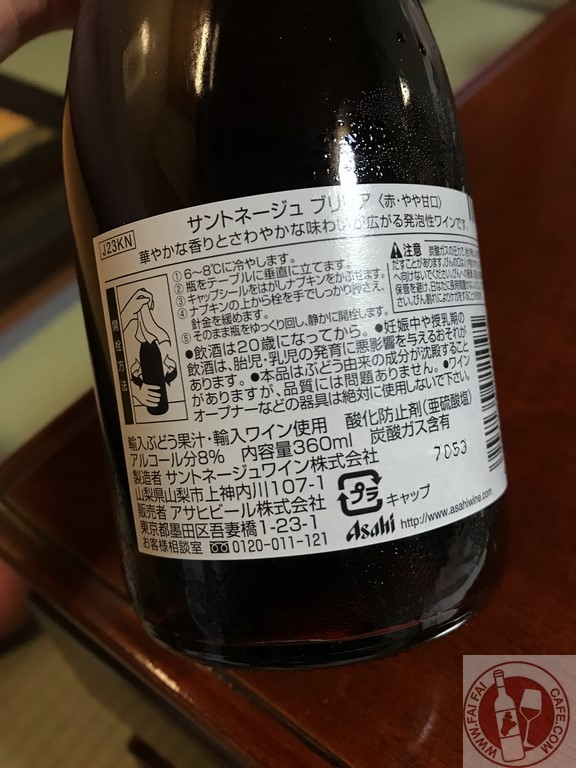 J23KN
サントネージュ ブリリア〈赤・やや甘口〉
華やかな香りとさわやかな味わいが広がる発泡性ワインです。
開栓方法
①6～8℃に冷やします。
②瓶をテーブルに垂直に立てます。
③キャップシールをはがしナプキンをかぶせます。
④ナプキンの上から栓を手でしっかり押さえ、
針金を緩めます。
⑤そのまま瓶をゆっくり回し、静かに開栓します。
注意 炭酸ガスの圧力で
●飲酒は20歳になってから。●妊娠中や授乳期の
飲酒は、胎児・乳児の発育に悪影響を与えるおそれが
あります。●本品はぶどう由来の成分が沈殿すること
がありますが、品質には問題ありません。●ワイン
オープナーなどの器具は絶対に使用しないで下さい。
輸入ぶどう果汁・輸入ワイン使用 酸化防止剤(亜硫酸塩)
アルコール分8% 内容量360ml 炭酸ガス含有
製造者 サントネージュワイン株式会社
山梨県山梨市上神内川107-1
販売者 アサヒビール株式会社
東京都墨田区吾妻橋1-23-1
お客様相談室 0120-011-121
7053
プラ
キャップ
Asahi http://www.asahiwine.com
WWW.FAIFAICAFE.COM